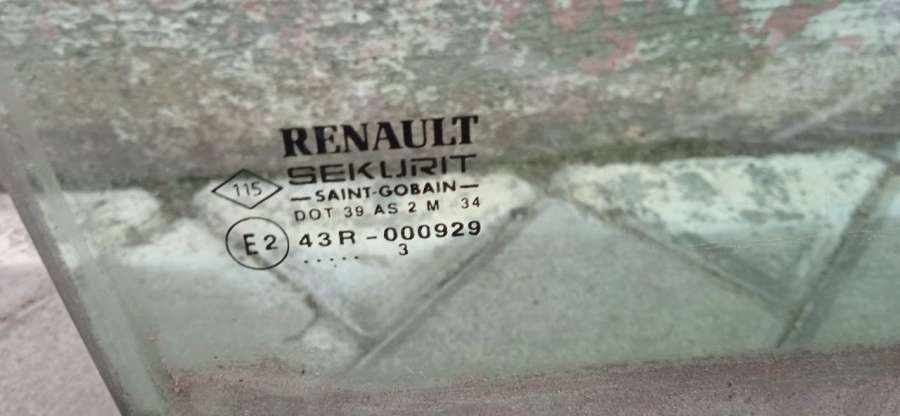 RENAULT
SEKURIT
115
—SAINT-GOBAIN—
DOT 39 AS 2 M 34
E2 43R-000929
..... 3